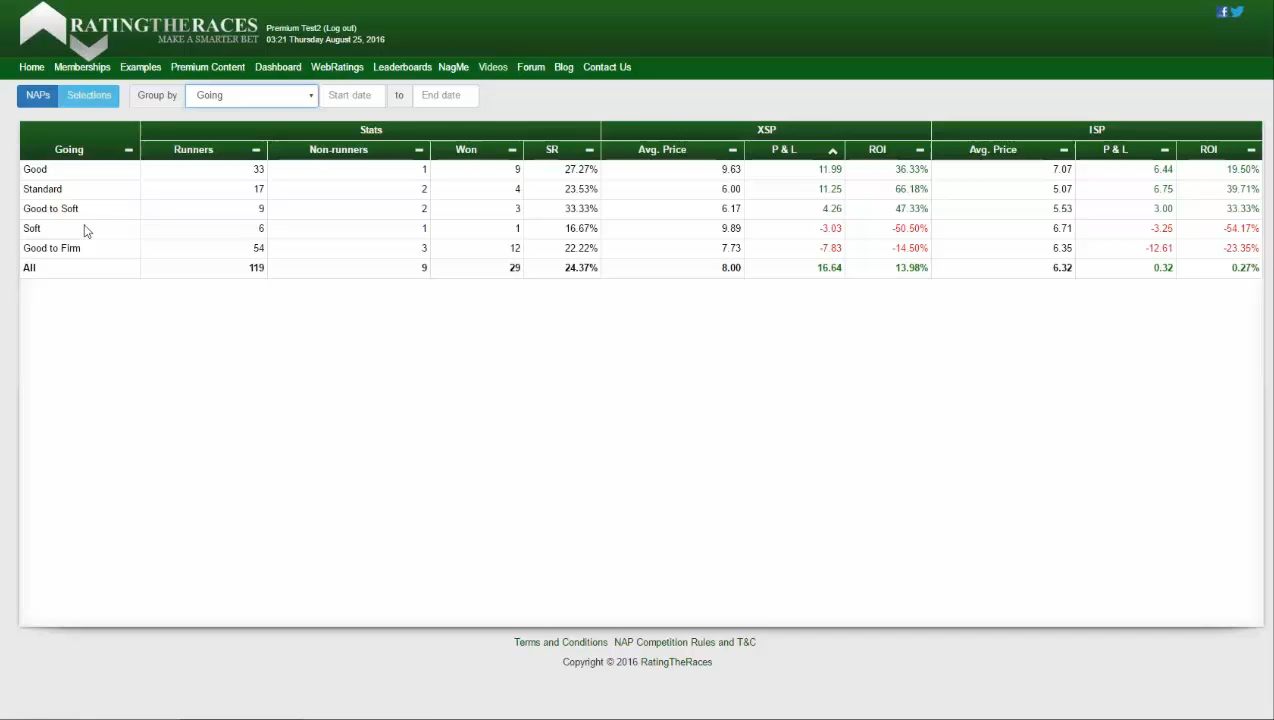 RATINGTHERACES
MAKE A SMARTER BET
Premium Test2 (Log out)
03:21 Thursday August 25, 2016
Home Memberships Examples Premium Content Dashboard WebRatings Leaderboards NagMe Videos Forum Blog Contact Us
NAPs Selections Group by Going Start date to End date
Stats XSP ISP
Going Runners Non-runners Won SR Avg. Price P & L ROI Avg. Price P & L ROI
Good 33 1 9 27.27% 9.63 11.99 36.33% 7.07 6.44 19.50%
Standard 17 2 4 23.53% 6.00 11.25 66.18% 5.07 6.75 39.71%
Good to Soft 9 2 3 33.33% 6.17 4.26 47.33% 5.53 3.00 33.33%
Soft 6 1 1 16.67% 9.89 -3.03 -50.50% 6.71 -3.25 -54.17%
Good to Firm 54 3 12 22.22% 7.73 -7.83 -14.50% 6.35 -12.61 -23.35%
All 119 9 29 24.37% 8.00 16.64 13.98% 6.32 0.32 0.27%
Terms and Conditions NAP Competition Rules and T&C
Copyright © 2016 RatingTheRaces